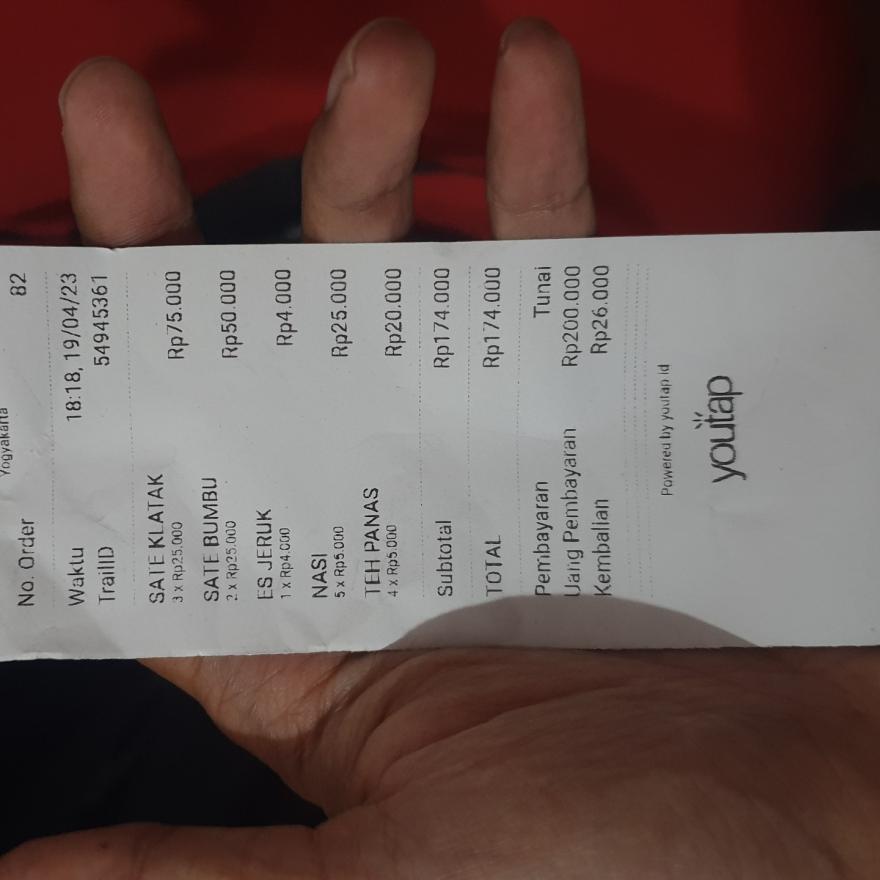 Yogyakarta
No. Order 82
Waktu 18:18, 19/04/23
TrailID 54945361
SATE KLATAK
3 x Rp25.000 Rp75.000
SATE BUMBU
2 x Rp25.000 Rp50.000
ES JERUK
1 x Rp4.000 Rp4.000
NASI
5 x Rp5.000 Rp25.000
TEH PANAS
4 x Rp5.000 Rp20.000
Subtotal Rp174.000
TOTAL Rp174.000
Pembayaran Tunai
Uang Pembayaran Rp200.000
Kembalian Rp26.000
Powered by youtap.id
youtap